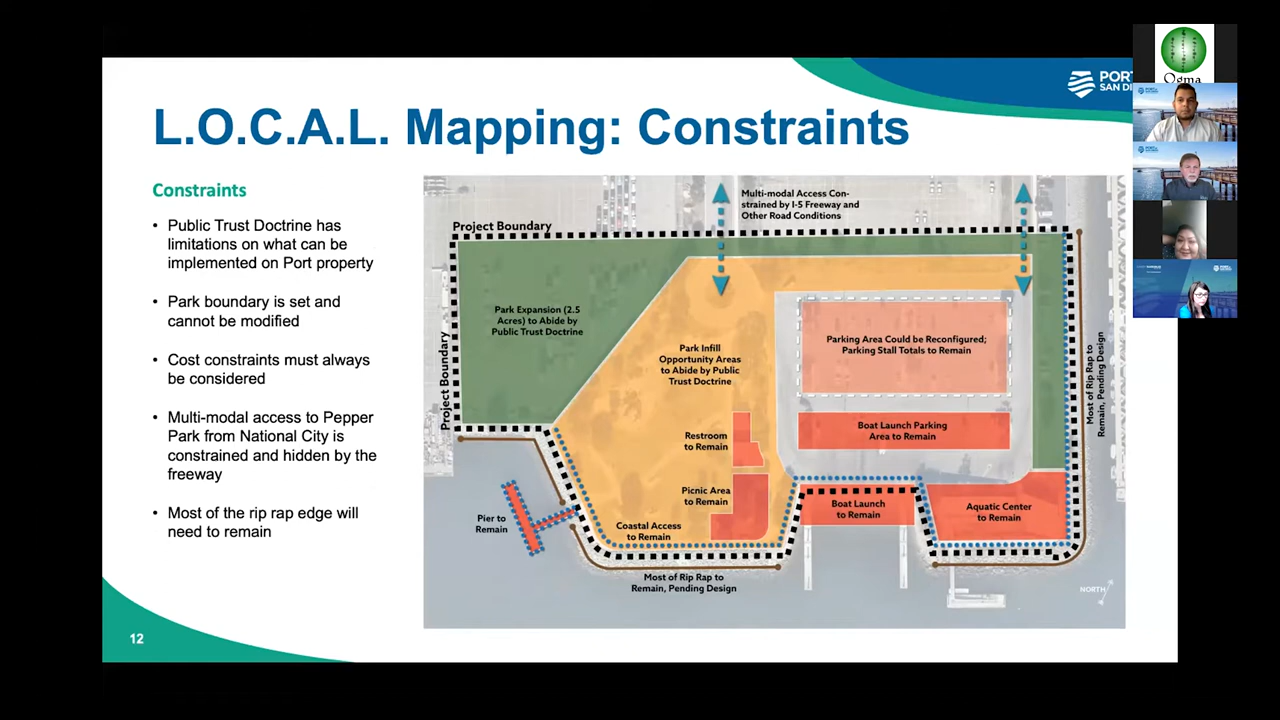 PORT
SAN DI
Ogma
L.O.C.A.L. Mapping: Constraints
Constraints
• Public Trust Doctrine has
limitations on what can be
implemented on Port property
• Park boundary is set and
cannot be modified
• Cost constraints must always
be considered
• Multi-modal access to Pepper
Park from National City is
constrained and hidden by the
freeway
• Most of the rip rap edge will
need to remain
12
Multi-modal Access Con-
strained by I-5 Freeway and
Other Road Conditions
Project Boundary
Project Boundary
Park Expansion (2.5
Acres) to Abide by
Public Trust Doctrine
Park Infill
Opportunity Areas
to Abide by Public
Trust Doctrine
Parking Area Could be Reconfigured;
Parking Stall Totals to Remain
Most of Rip Rap to
Remain, Pending Design
Boat Launch Parking
Area to Remain
Restroom
to Remain
Picnic Area
to Remain
Pier to
Remain
Coastal Access
to Remain
Boat Launch
to Remain
Aquatic Center
to Remain
Most of Rip Rap to
Remain, Pending Design
NORTH